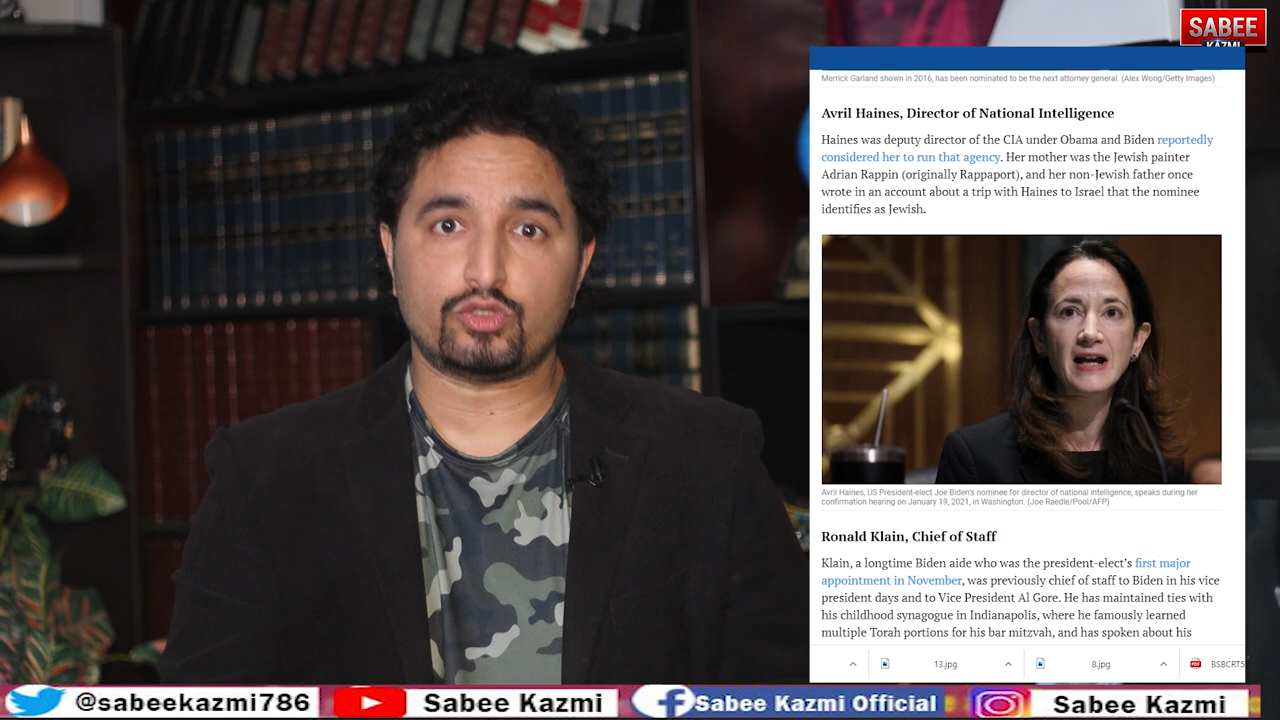 SABEE
KAZMI
Merrick Garland shown in 2016, has been nominated to be the next attorney general. (Alex Wong/Getty Images)
Avril Haines, Director of National Intelligence
Haines was deputy director of the CIA under Obama and Biden reportedly
considered her to run that agency. Her mother was the Jewish painter
Adrian Rappin (originally Rappaport), and her non-Jewish father once
wrote in an account about a trip with Haines to Israel that the nominee
identifies as Jewish.
Avril Haines, US President-elect Joe Biden's nominee for director of national intelligence, speaks during her
confirmation hearing on January 19, 2021, in Washington. (Joe Raedle/Pool/AFP)
Ronald Klain, Chief of Staff
Klain, a longtime Biden aide who was the president-elect's first major
appointment in November, was previously chief of staff to Biden in his vice
president days and to Vice President Al Gore. He has maintained ties with
his childhood synagogue in Indianapolis, where he famously learned
multiple Torah portions for his bar mitzvah, and has spoken about his
13.jpg
8.jpg
PDF
BSBCRT5
@sabeekazmi786
Sabee Kazmi
Sabee Kazmi Official
Sabee Kazmi